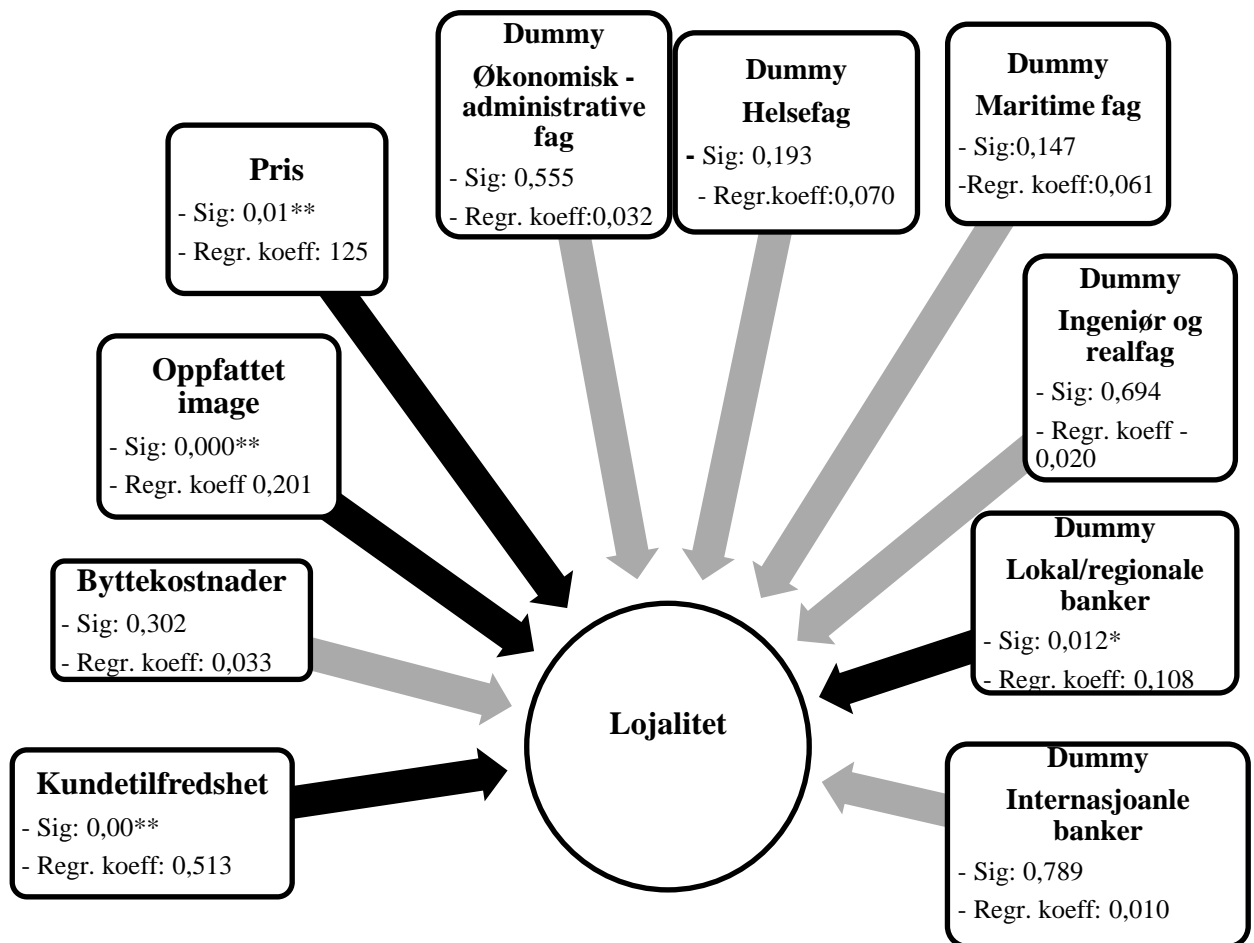 Dummy
Økonomisk -
administrative
fag
- Sig: 0,555
- Regr. koeff:0,032
Dummy
Helsefag
- Sig: 0,193
- Regr.koeff:0,070
Dummy
Maritime fag
- Sig:0,147
-Regr. koeff:0,061
Pris
- Sig: 0,01**
- Regr. koeff: 125
Dummy
Ingeniør og
realfag
- Sig: 0,694
- Regr. koeff -
0,020
Oppfattet
image
- Sig: 0,000**
- Regr. koeff 0,201
Dummy
Lokal/regionale
banker
- Sig: 0,012*
- Regr. koeff: 0,108
Byttekostnader
- Sig: 0,302
- Regr. koeff: 0,033
Lojalitet
Kundetilfredshet
- Sig: 0,00**
- Regr. koeff: 0,513
Dummy
Internasjoanle
banker
- Sig: 0,789
- Regr. koeff: 0,010